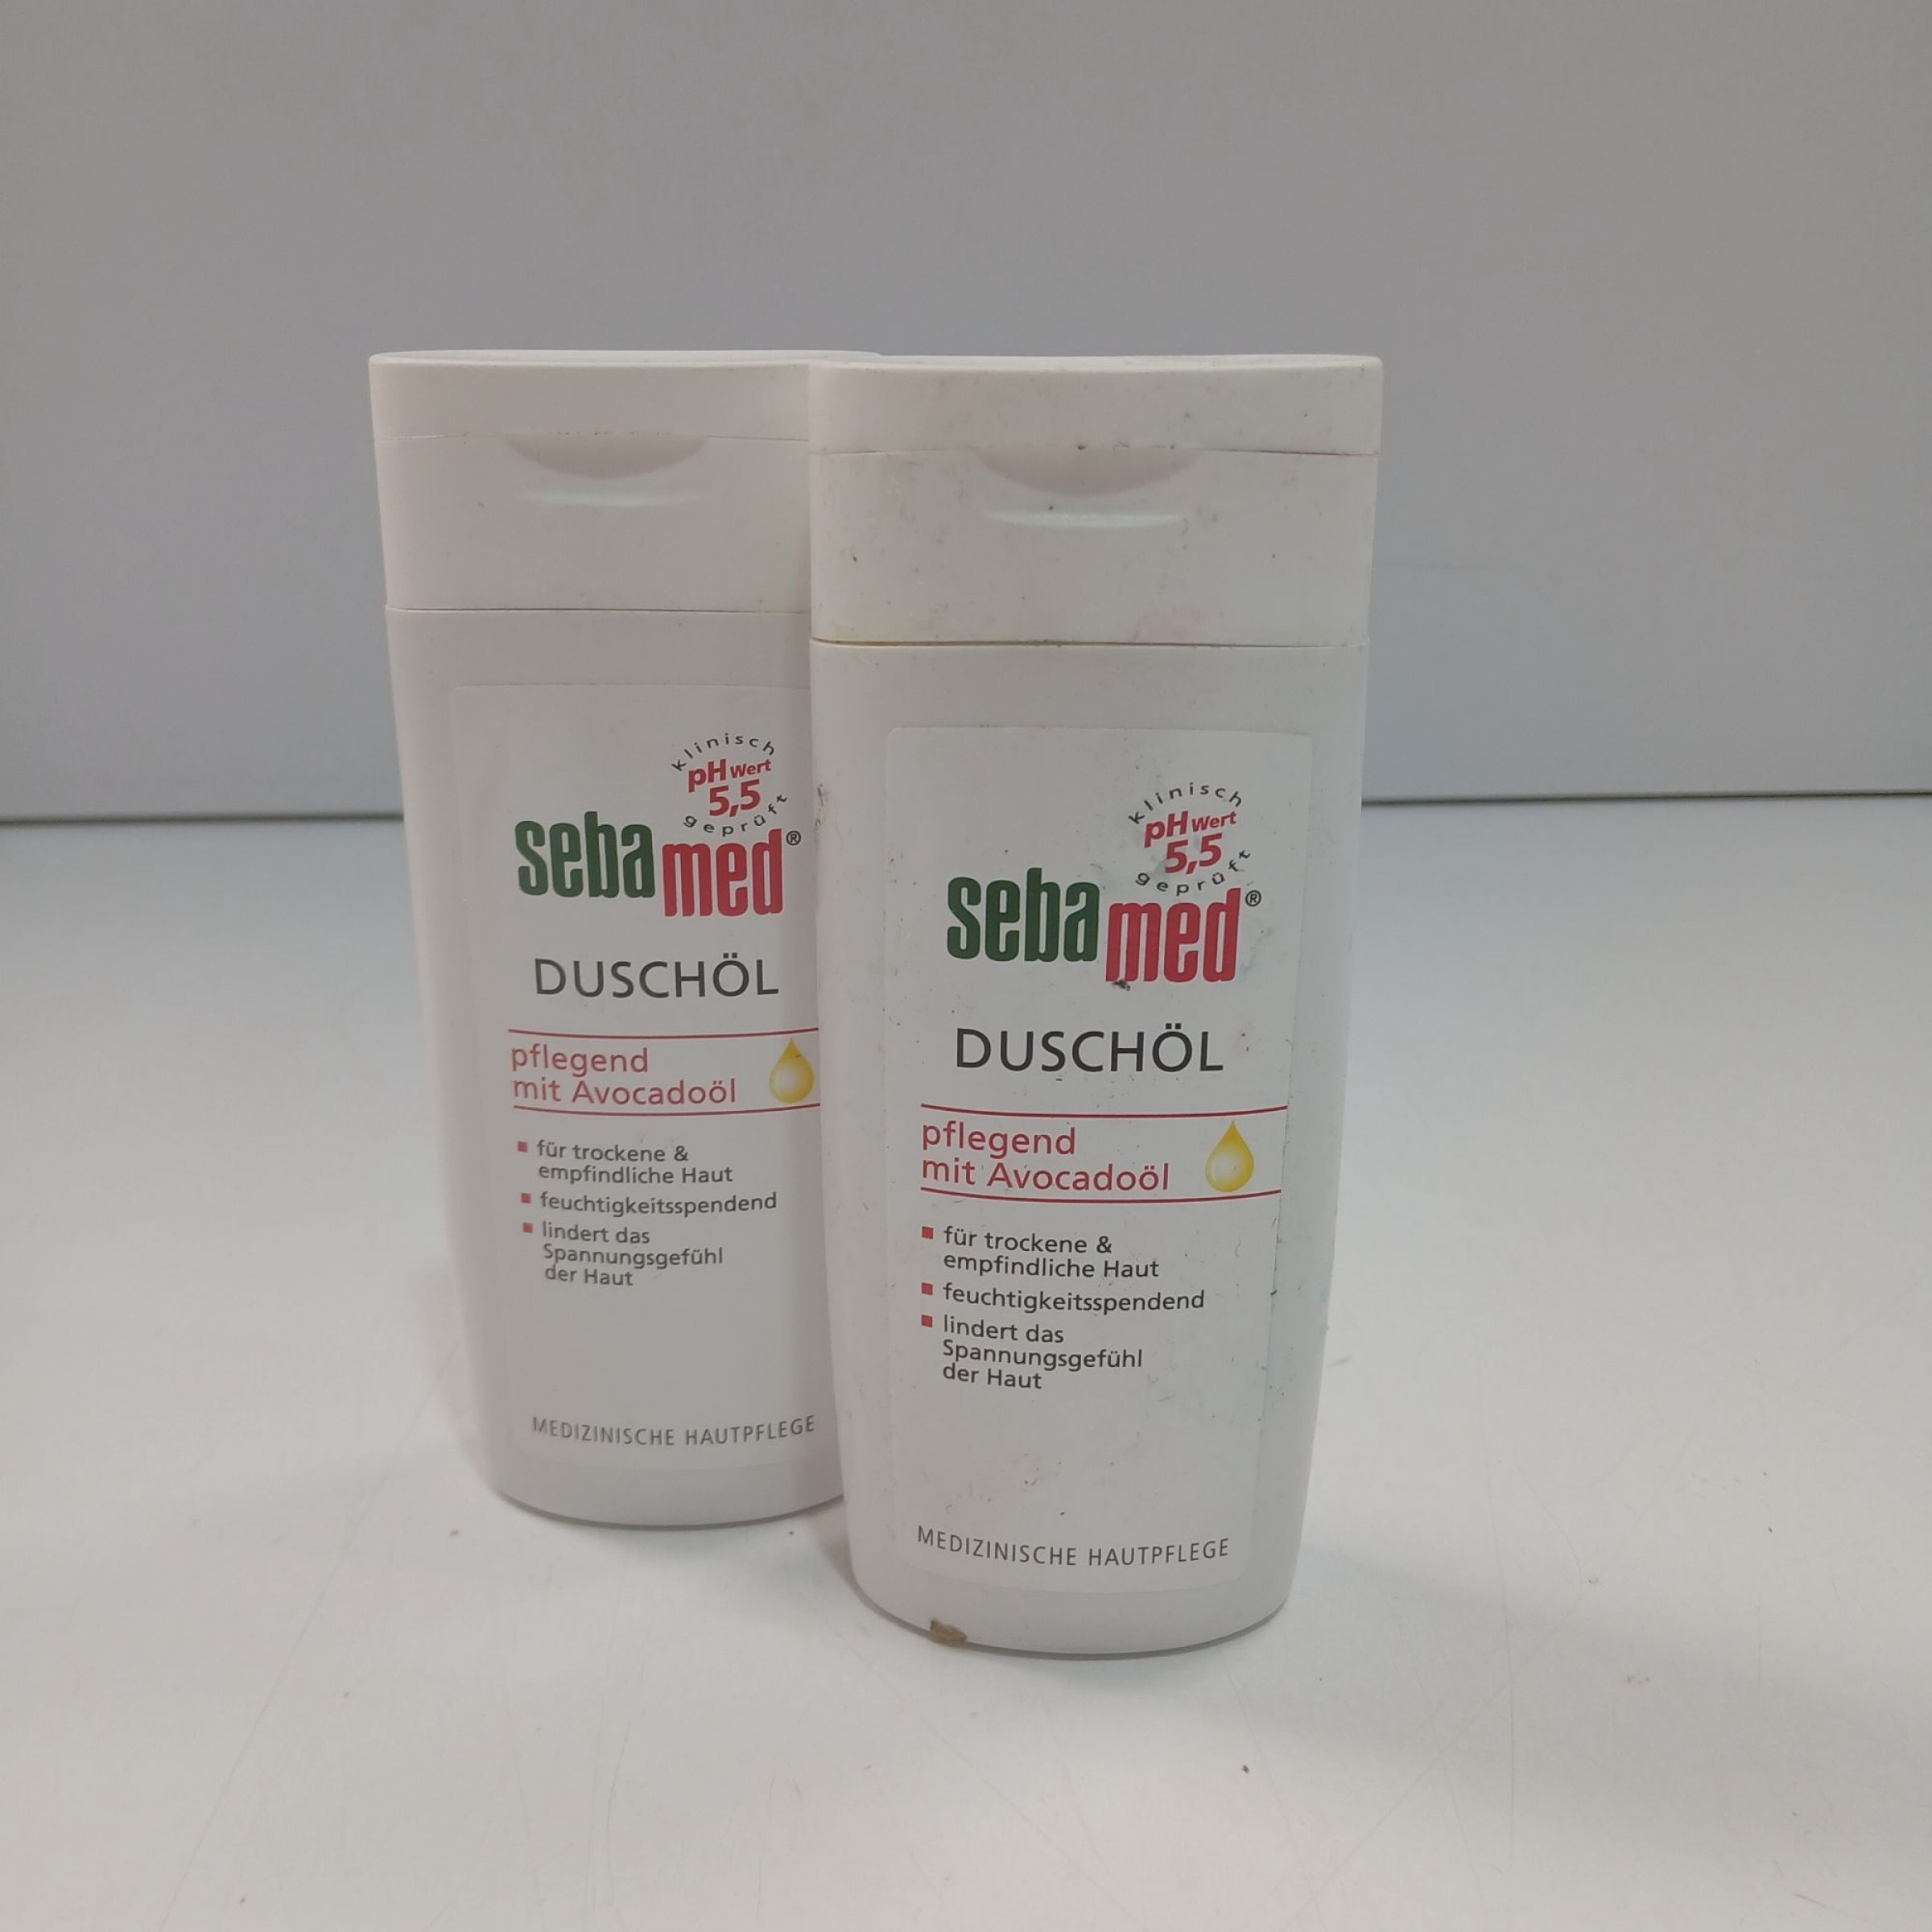 klinisch
pH Wert
5,5
geprüft
sebamed®
DUSCHÖL
pflegend
mit Avocadoöl
für trockene &
empfindliche Haut
feuchtigkeitsspendend
lindert das
Spannungsgefühl
der Haut
MEDIZINISCHE HAUTPFLEGE
klinisch
pH Wert
5,5
geprüft
sebamed®
DUSCHÖL
pflegend
mit Avocadoöl
für trockene &
empfindliche Haut
feuchtigkeitsspendend
lindert das
Spannungsgefühl
der Haut
MEDIZINISCHE HAUTPFLEGE